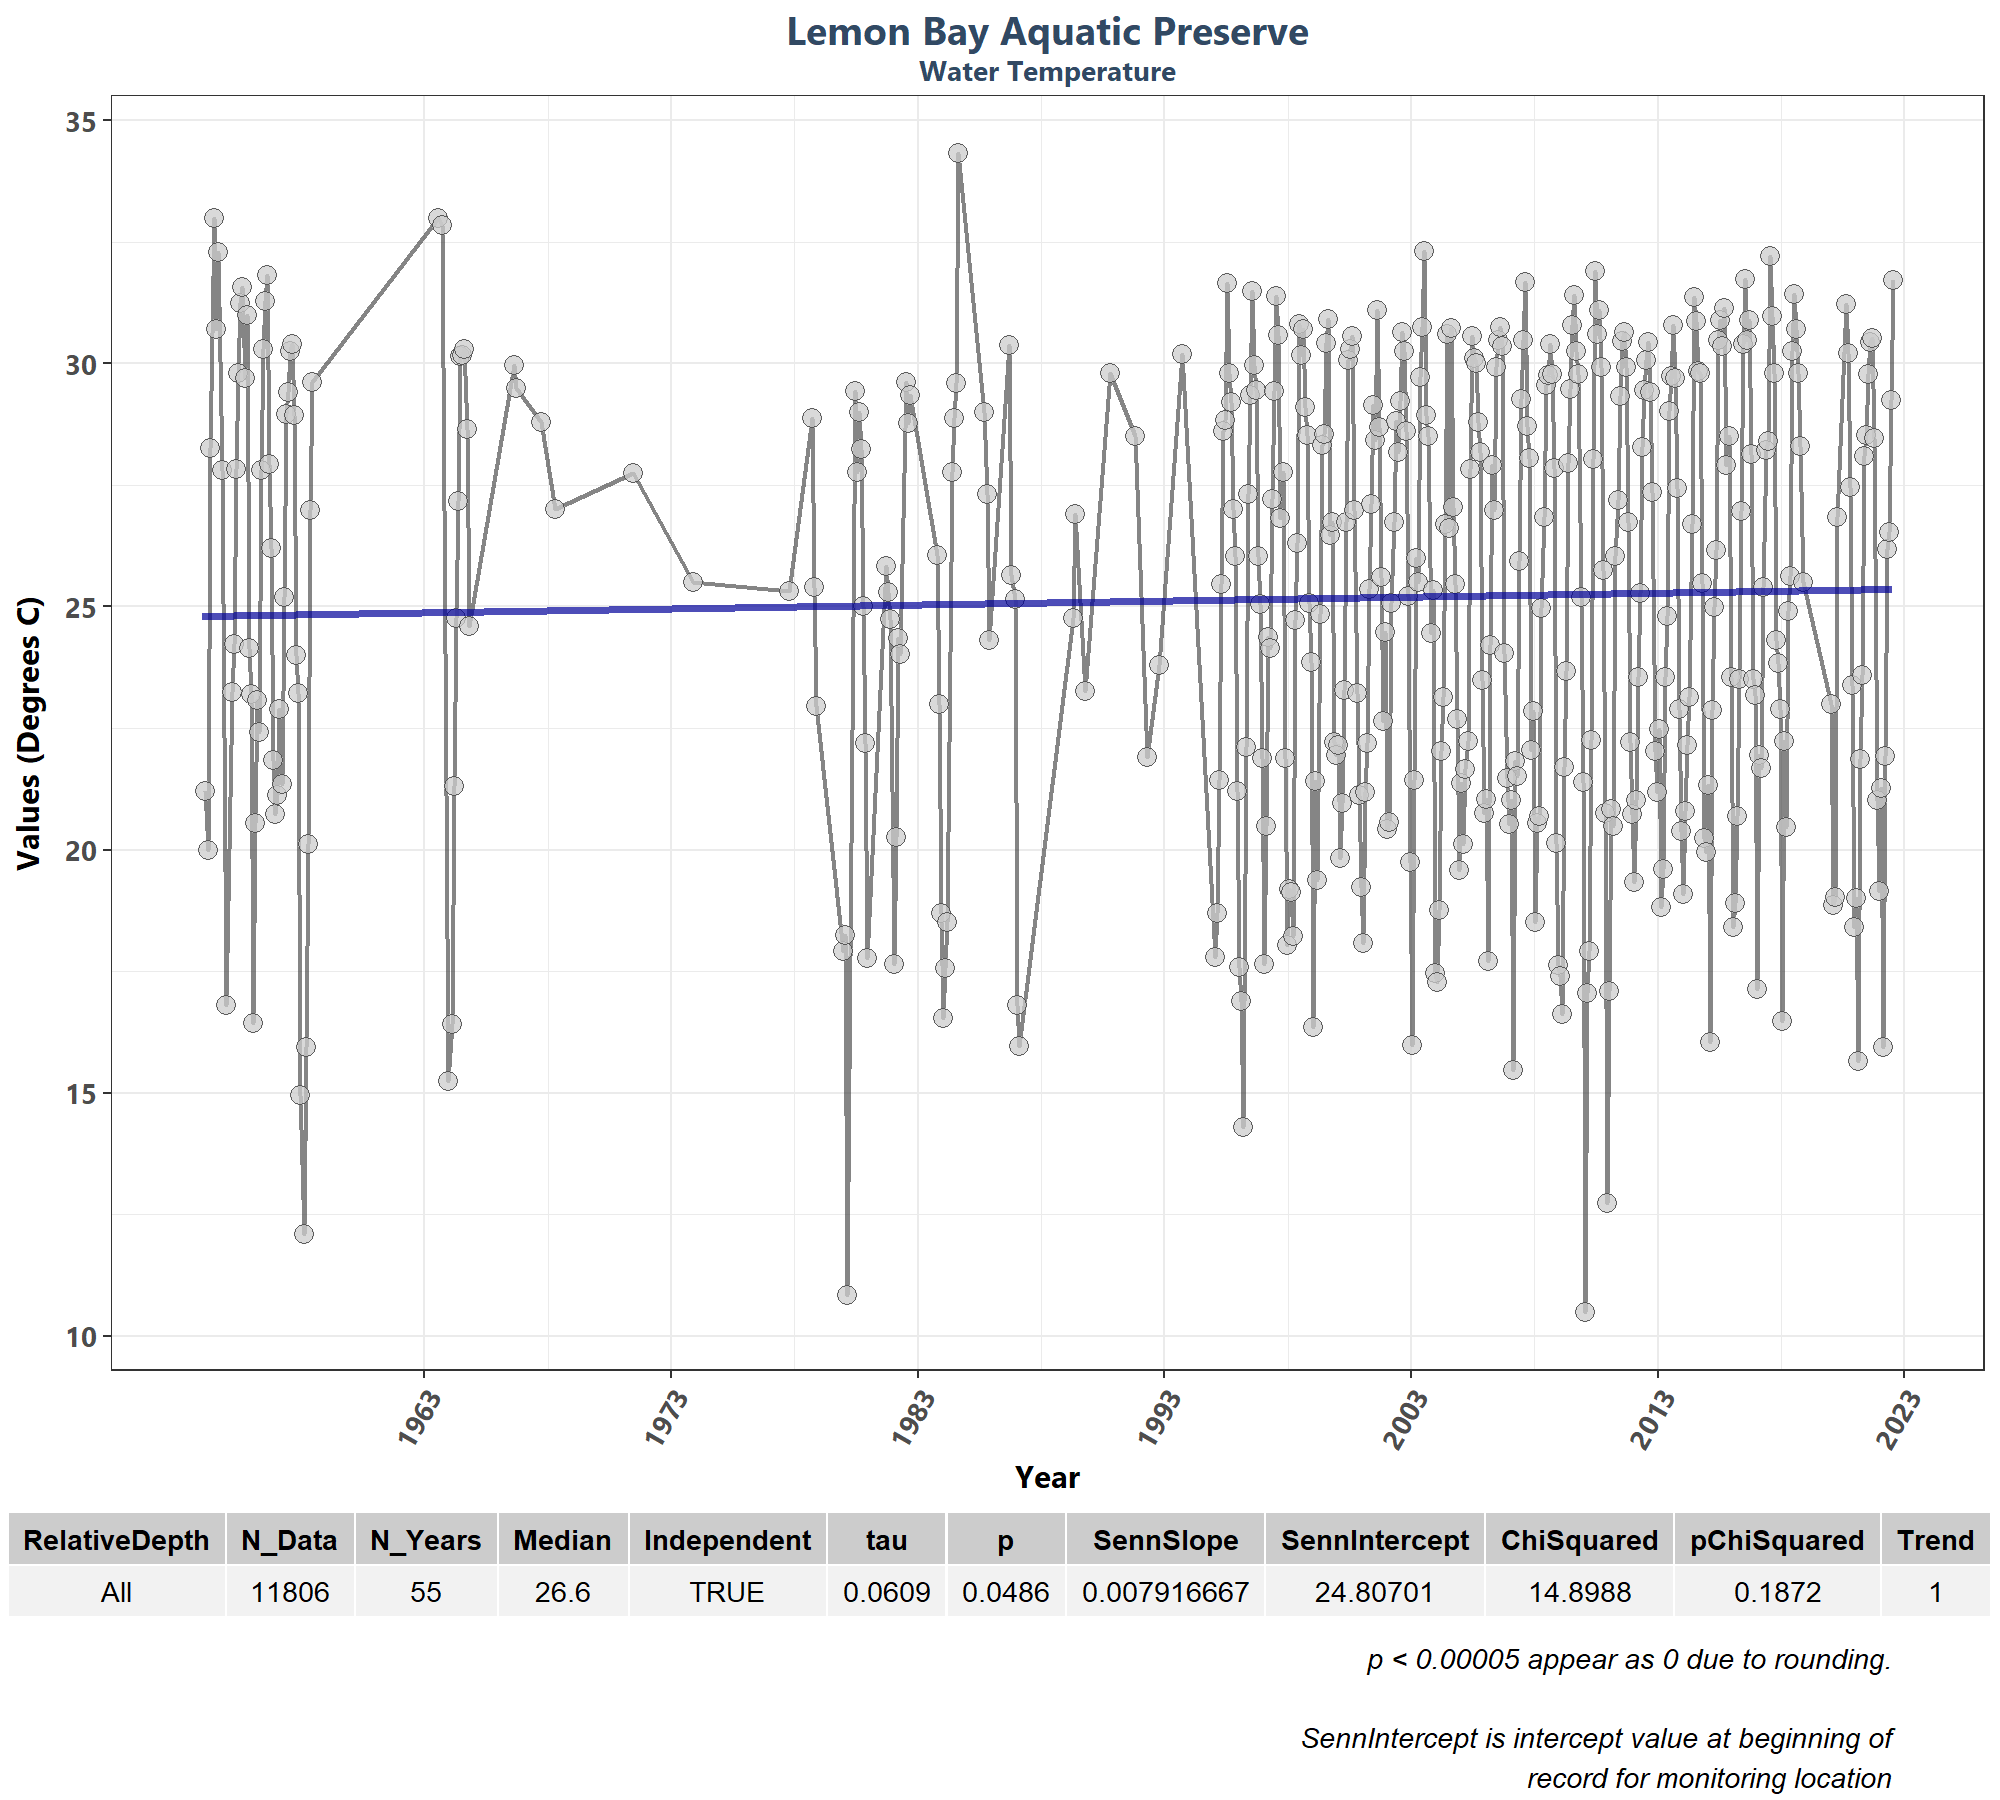 Lemon Bay Aquatic Preserve
Water Temperature
35
30
25
20
15
10
Values (Degrees C)
1963 1973 1983 1993 2003 2013 2023
Year
RelativeDepth N_Data N_Years Median Independent tau p SennSlope SennIntercept ChiSquared pChiSquared Trend
All 11806 55 26.6 TRUE 0.0609 0.0486 0.007916667 24.80701 14.8988 0.1872 1
p < 0.00005 appear as 0 due to rounding.
SennIntercept is intercept value at beginning of
record for monitoring location